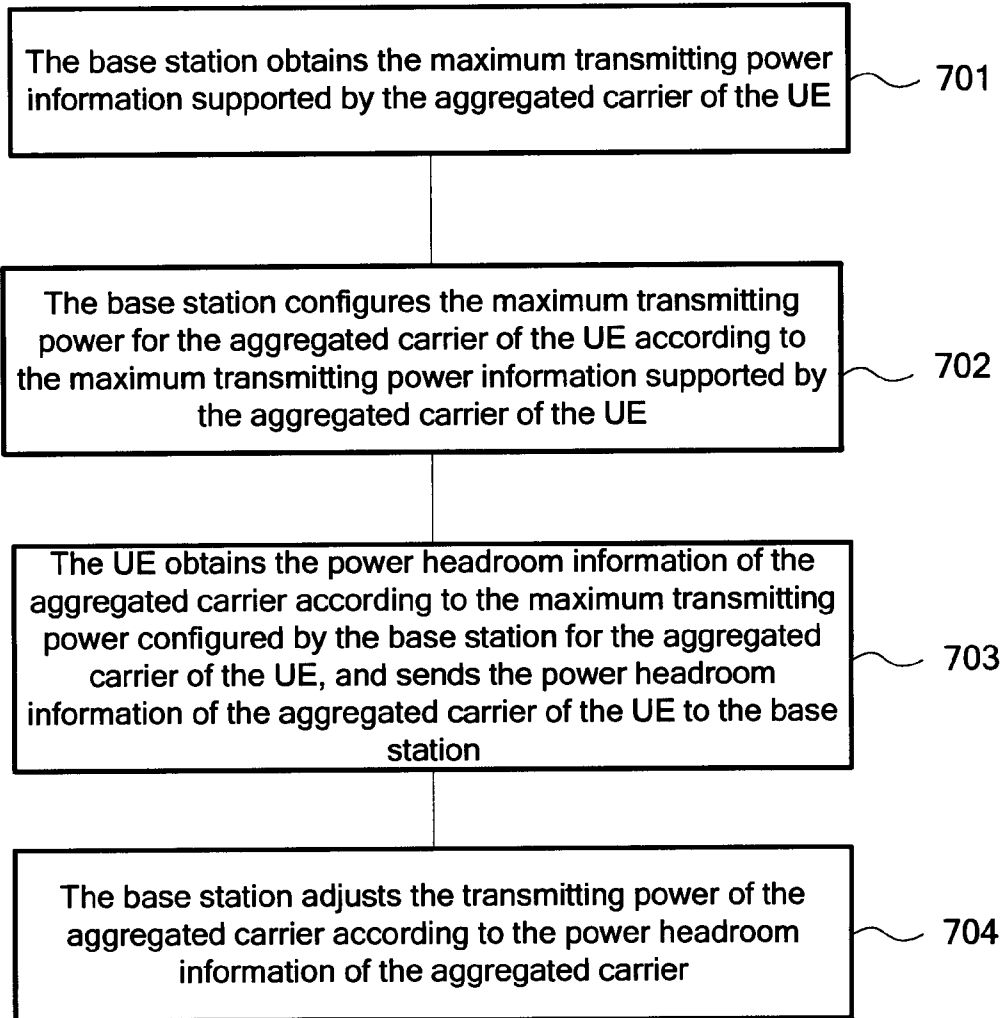 The base station obtains the maximum transmitting power
information supported by the aggregated carrier of the UE
701
The base station configures the maximum transmitting
power for the aggregated carrier of the UE according to
the maximum transmitting power information supported by
the aggregated carrier of the UE
702
The UE obtains the power headroom information of the
aggregated carrier according to the maximum transmitting
power configured by the base station for the aggregated
carrier of the UE, and sends the power headroom
information of the aggregated carrier of the UE to the base
station
703
The base station adjusts the transmitting power of the
aggregated carrier according to the power headroom
information of the aggregated carrier
704